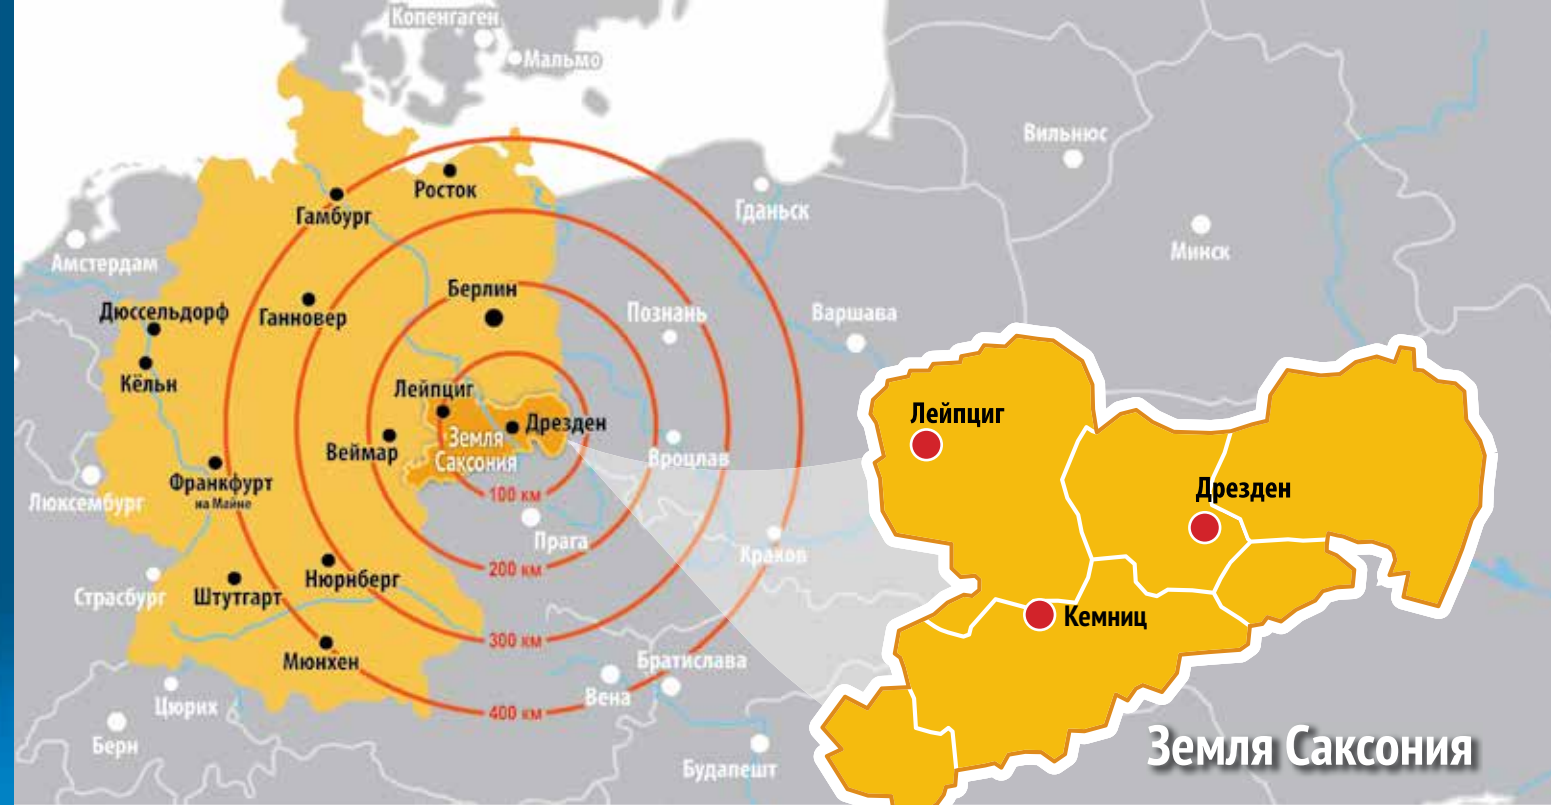 Копенгаген
Мальмо
Вильнюс
Росток
Гамбург
Гданьск
Минск
Амстердам
Берлин
Дюссельдорф
Ганновер
Познань
Варшава
Кёльн
Лейпциг
Дрезден
Веймар
Земля
Саксония
Вроцлав
Франкфурт
на Майне
Люксембург
100 км
Прага
Краков
200 км
Нюрнберг
Страсбург
Штутгарт
300 км
Мюнхен
Братислава
Вена
Цюрих
400 км
Берн
Будапешт
Лейпциг
Дрезден
Кемниц
Земля Саксония